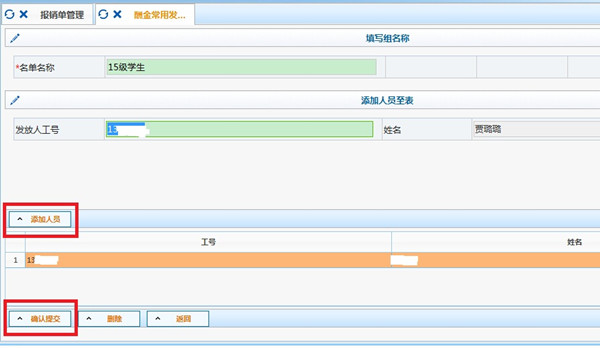 报销单管理 酬金常用发...
填写组名称
*名单名称 15级学生
添加人员至表
发放人工号 13 姓名 贾璐璐
添加人员
工号 姓名
1 13
确认提交 删除 返回